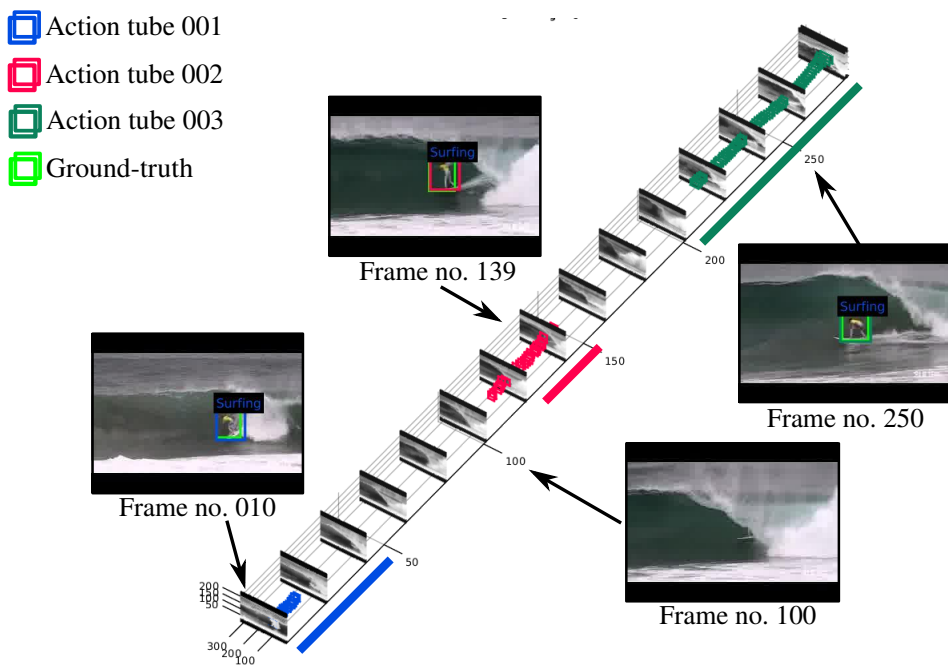 Action tube 001
Action tube 002
Action tube 003
Ground-truth
Surfing
Frame no. 139
Surfing
Frame no. 250
Surfing
Frame no. 010
Frame no. 100
250
200
150
100
50
200
150
100
50
300
200
100